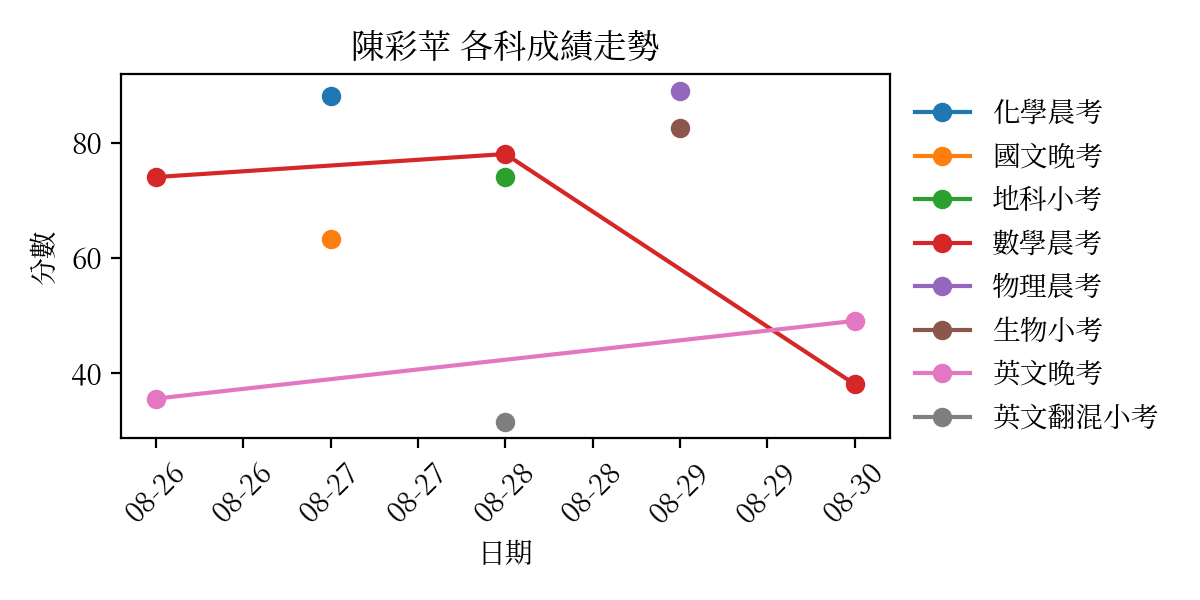 陳彩苹 各科成績走勢
分數
80
60
40
08-26
08-26
08-27
08-27
08-28
08-28
08-29
08-29
08-30
日期
化學晨考
國文晚考
地科小考
數學晨考
物理晨考
生物小考
英文晚考
英文翻混小考